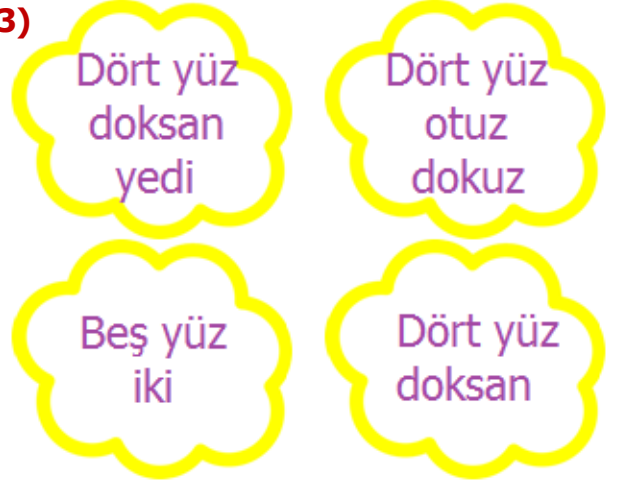 3)
Dört yüz
doksan
yedi
Dört yüz
otuz
dokuz
Beş yüz
iki
Dört yüz
doksan